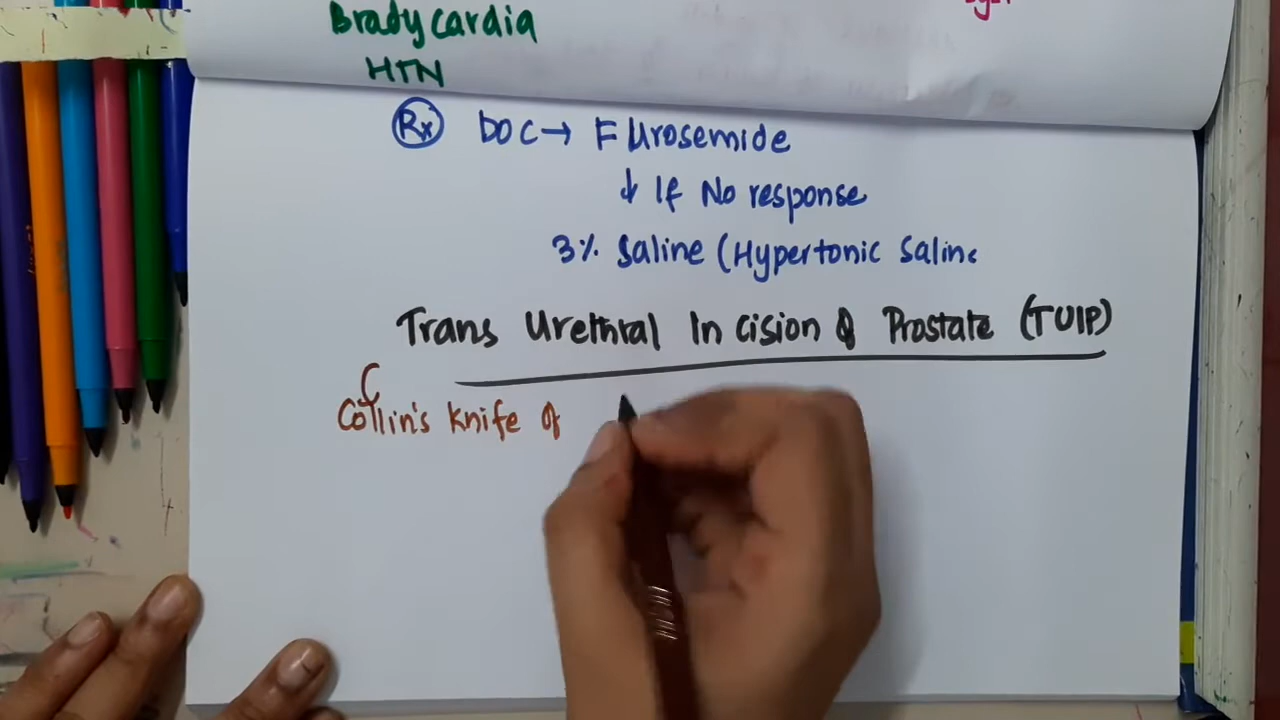 Bradycardia
HTN
Rx DOC→ Flurosemide
↓ If No response
3% Saline (Hypertonic Saline
Trans Urethral Incision of Prostate (TUIP)
Collin's Knife of